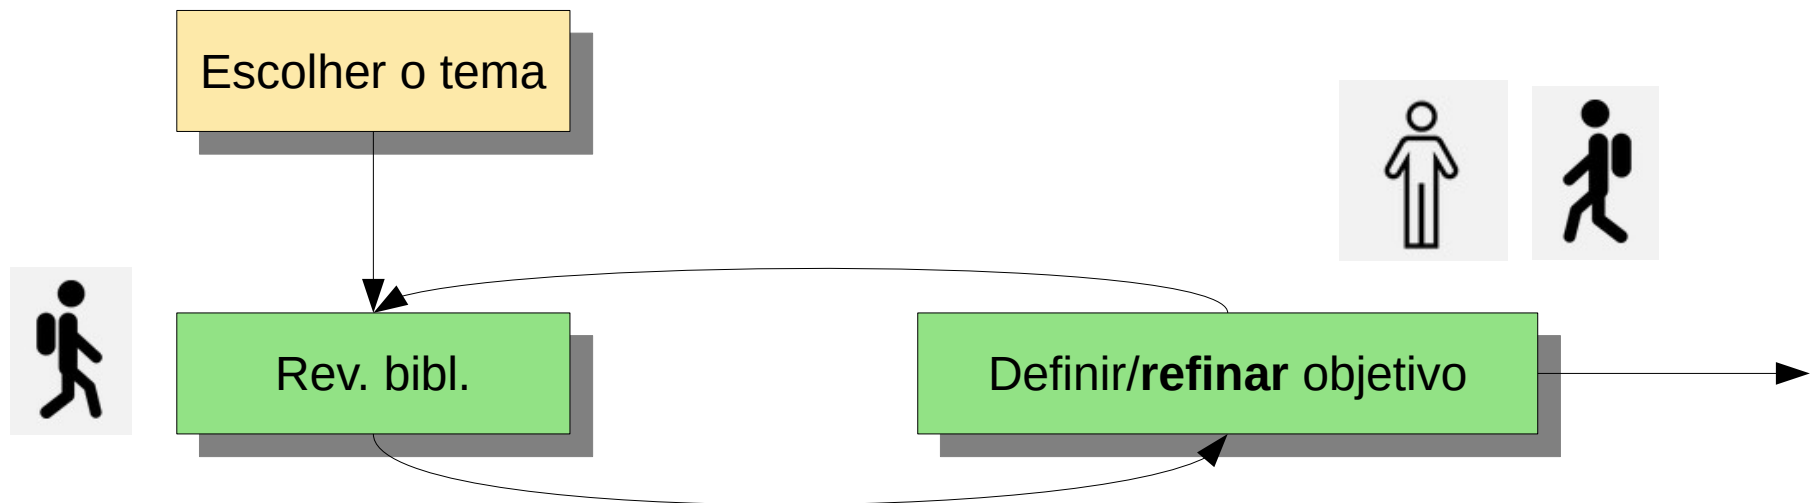 Escolher o tema
Rev. bibl.
Definir/refinar objetivo